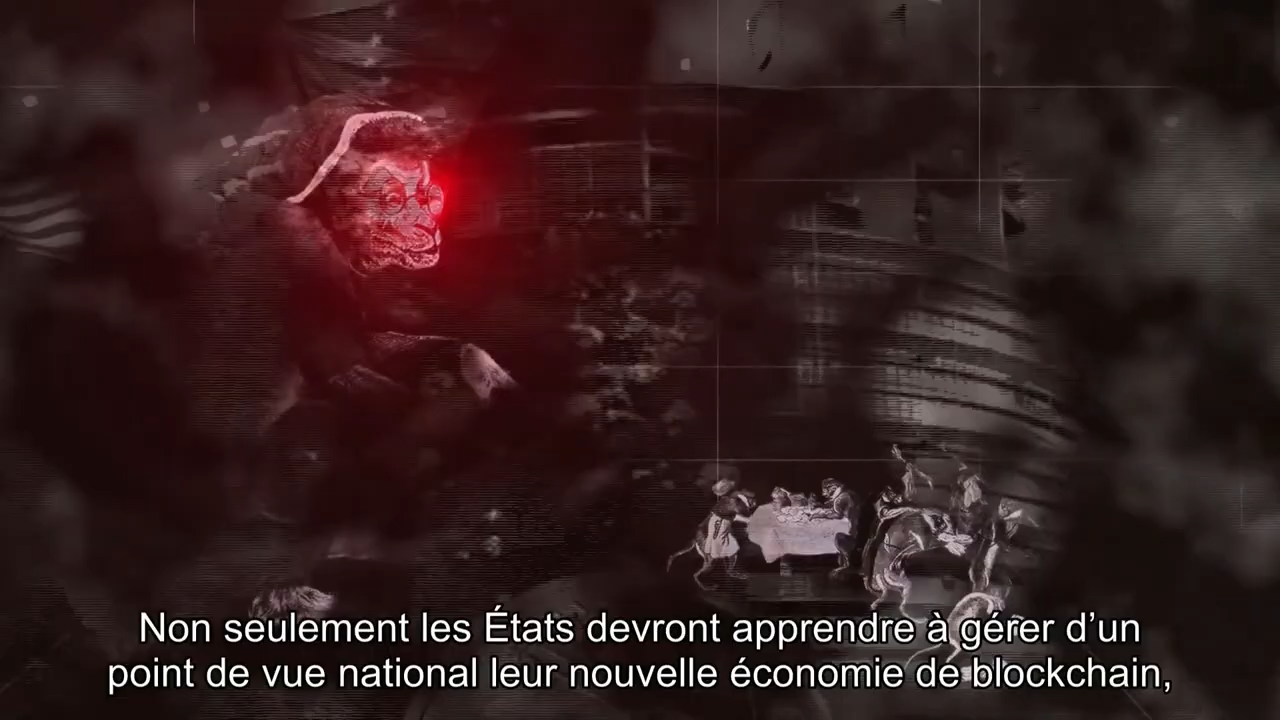 Non seulement les États devront apprendre à gérer d’un
point de vue national leur nouvelle économie de blockchain,